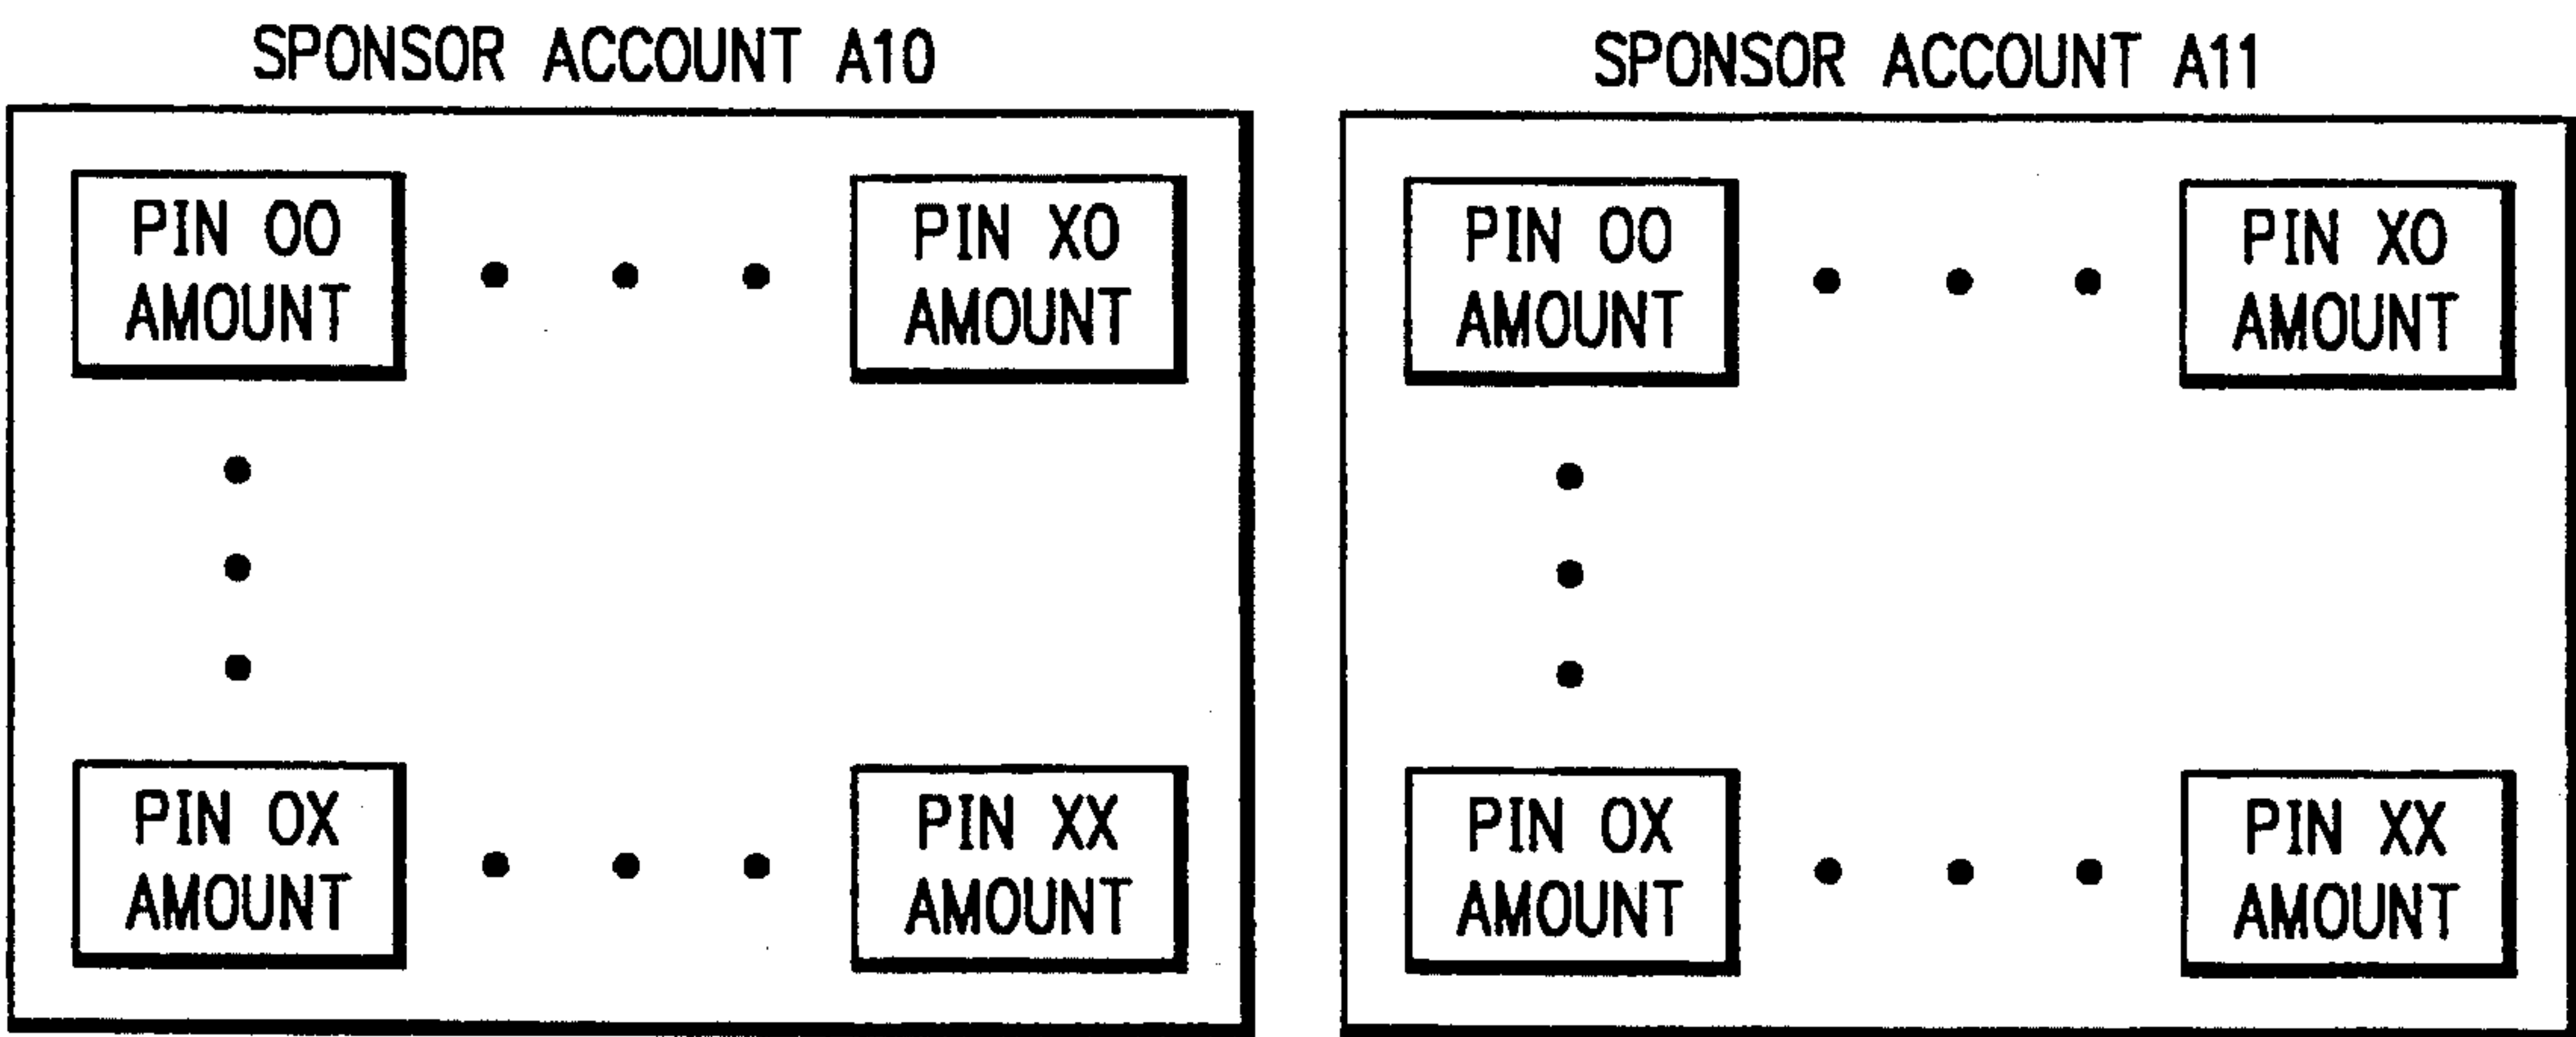 SPONSOR ACCOUNT A10
PIN 00
AMOUNT
PIN X0
AMOUNT
PIN 0X
AMOUNT
PIN XX
AMOUNT
SPONSOR ACCOUNT A11
PIN 00
AMOUNT
PIN X0
AMOUNT
PIN 0X
AMOUNT
PIN XX
AMOUNT